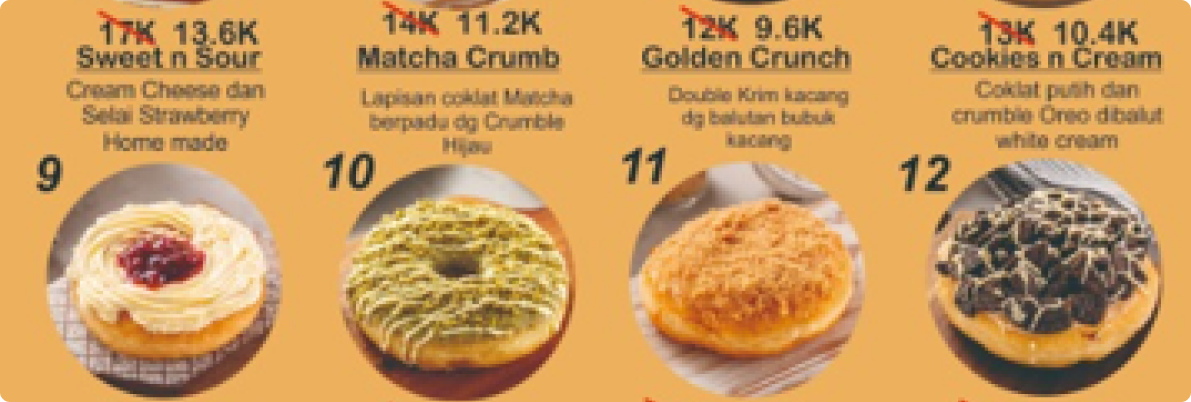 17K 13.6K
Sweet n Sour
Cream Cheese dan
Selai Strawberry
Home made
9
14K 11.2K
Matcha Crumb
Lapisan coklat Matcha
berpadu dg Crumble
Hijau
10
12K 9.6K
Golden Crunch
Double Krim kacang
dg balutan bubuk
kacang
11
13K 10.4K
Cookies n Cream
Coklat putih dan
crumble Oreo dibalut
white cream
12